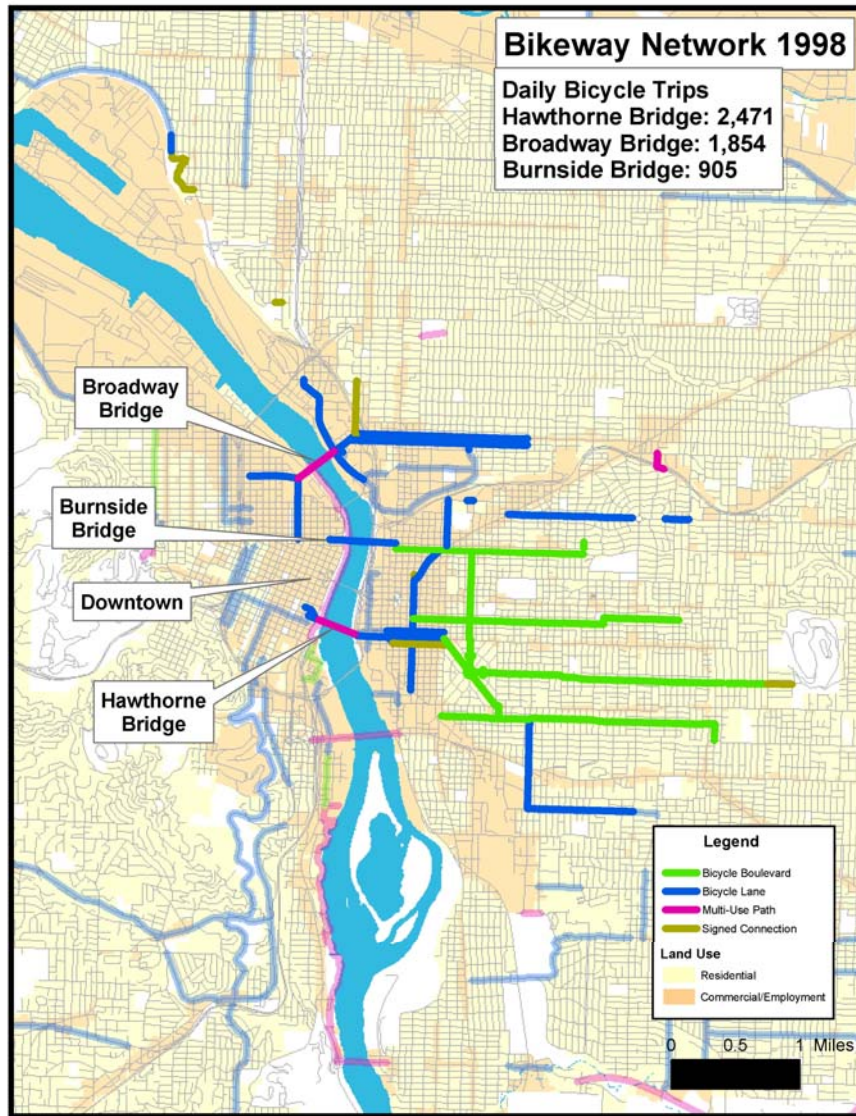 Bikeway Network 1998
Daily Bicycle Trips
Hawthorne Bridge: 2,471
Broadway Bridge: 1,854
Burnside Bridge: 905
Broadway
Bridge
Burnside
Bridge
Downtown
Hawthorne
Bridge
Legend
Bicycle Boulevard
Bicycle Lane
Multi-Use Path
Signed Connection
Land Use
Residential
Commercial/Employment
0 0.5 1 Miles